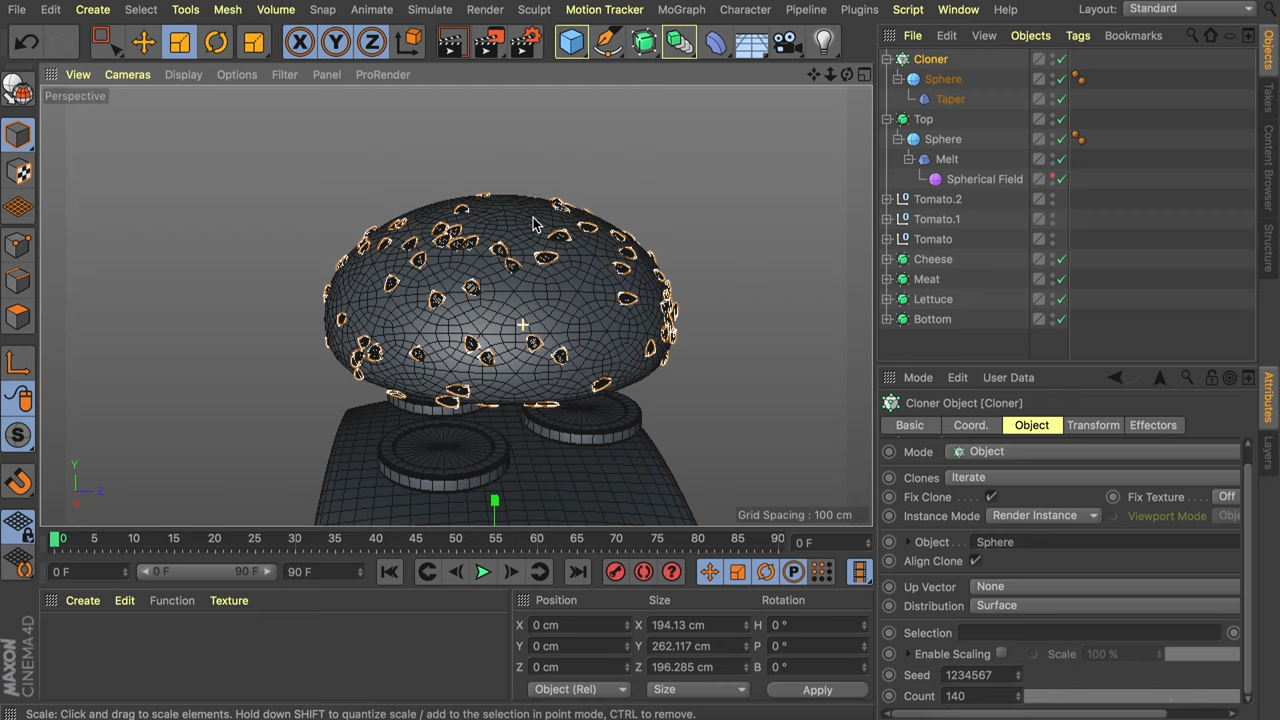 File Edit Create Select Tools Mesh Volume Snap Animate Simulate Render Sculpt Motion Tracker MoGraph Character Pipeline Plugins Script Window Help Layout: Standard
X Y Z
File Edit View Objects Tags Bookmarks
View Cameras Display Options Filter Panel ProRender
Perspective
Cloner
Sphere
Taper
Top
Sphere
Melt
Spherical Field
Tomato.2
Tomato.1
Tomato
Cheese
Meat
Lettuce
Bottom
Objects
Takes
Content Browser
Structure
Y
Z
X
Grid Spacing : 100 cm
Mode Edit User Data
Cloner Object [Cloner]
Basic Coord. Object Transform Effectors
Mode Object
Clones Iterate
Fix Clone . . . . Fix Texture . . . . Off
Instance Mode Render Instance Viewport Mode Obje
Object . . . Sphere
Align Clone
Up Vector None
Distribution Surface
Selection
Enable Scaling Scale 100 %
Seed 1234567
Count 140
Attributes
Layers
0 5 10 15 20 25 30 35 40 45 50 55 60 65 70 75 80 85 90 0 F
0 F 0 F 90 F 90 F
P
S
Create Edit Function Texture
Position Size Rotation
X 0 cm X 194.13 cm H 0 °
Y 0 cm Y 262.117 cm P 0 °
Z 0 cm Z 196.285 cm B 0 °
Object (Rel) Size Apply
MAXON
CINEMA 4D
Scale: Click and drag to scale elements. Hold down SHIFT to quantize scale / add to the selection in point mode, CTRL to remove.